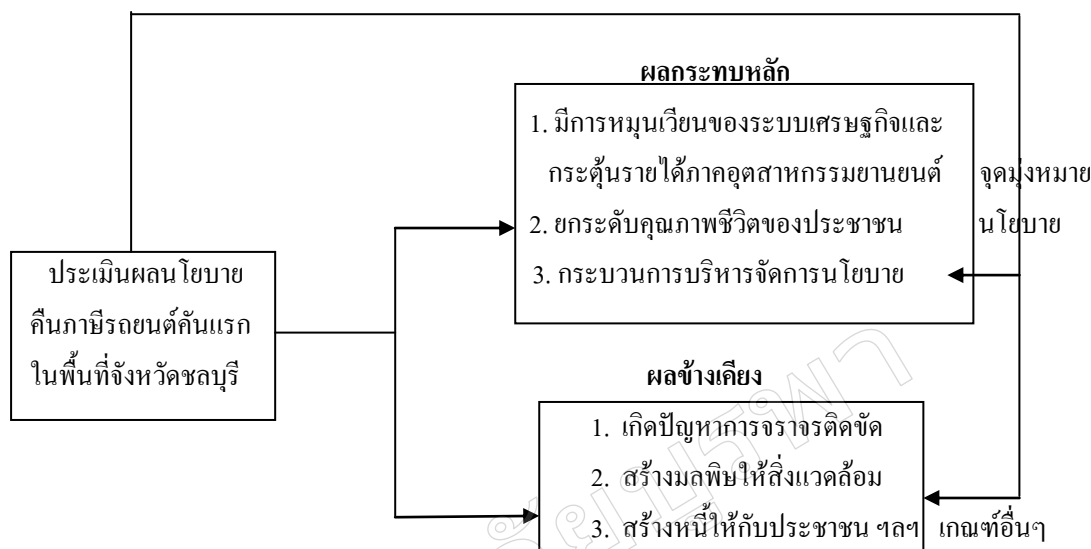 ผลกระทบหลัก
1. มีการหมุนเวียนของระบบเศรษฐกิจและ
กระตุ้นรายได้ภาคอุตสาหกรรมยานยนต์ จุดมุ่งหมาย
2. ยกระดับคุณภาพชีวิตของประชาชน นโยบาย
3. กระบวนการบริหารจัดการนโยบาย
ประเมินผลนโยบาย
คืนภาษีรถยนต์คันแรก
ในพื้นที่จังหวัดชลบุรี
ผลข้างเคียง
1. เกิดปัญหาการจราจรติดขัด
2. สร้างมลพิษให้สิ่งแวดล้อม
3. สร้างหนี้ให้กับประชาชน ฯลฯ เกณฑ์อื่นๆ